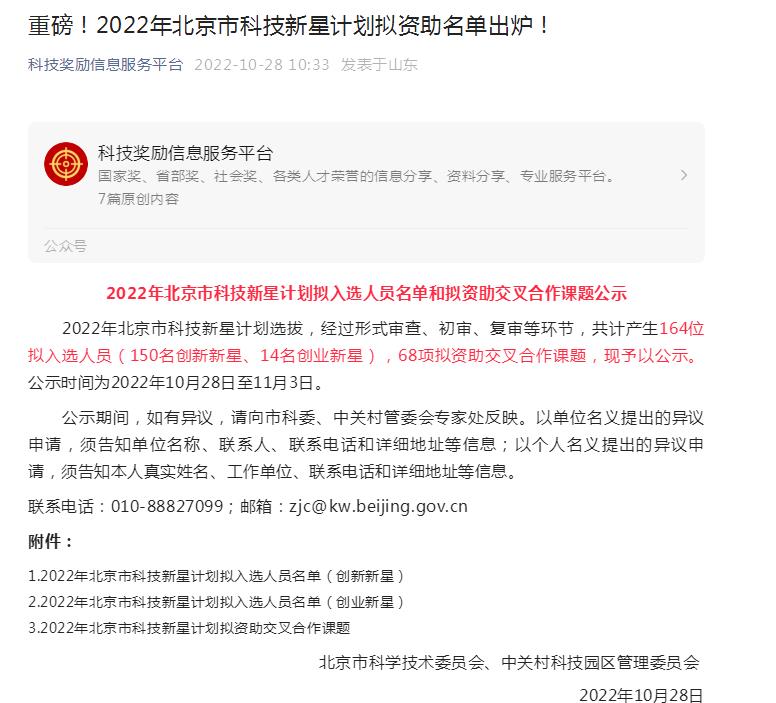 重磅！2022年北京市科技新星计划拟资助名单出炉！
科技奖励信息服务平台 2022-10-28 10:33 发表于山东
科技奖励信息服务平台
国家奖、省部奖、社会奖、各类人才荣誉的信息分享、资料分享、专业服务平台。
7篇原创内容
公众号
2022年北京市科技新星计划拟入选人员名单和拟资助交叉合作课题公示
2022年北京市科技新星计划选拔，经过形式审查、初审、复审等环节，共计产生164位
拟入选人员（150名创新新星、14名创业新星），68项拟资助交叉合作课题，现予以公示。
公示时间为2022年10月28日至11月3日。
公示期间，如有异议，请向市科委、中关村管委会专家处反映。以单位名义提出的异议
申请，须告知单位名称、联系人、联系电话和详细地址等信息；以个人名义提出的异议申
请，须告知本人真实姓名、工作单位、联系电话和详细地址等信息。
联系电话：010-88827099；邮箱：zjc@kw.beijing.gov.cn
附件：
1.2022年北京市科技新星计划拟入选人员名单（创新新星）
2.2022年北京市科技新星计划拟入选人员名单（创业新星）
3.2022年北京市科技新星计划拟资助交叉合作课题
北京市科学技术委员会、中关村科技园区管理委员会
2022年10月28日